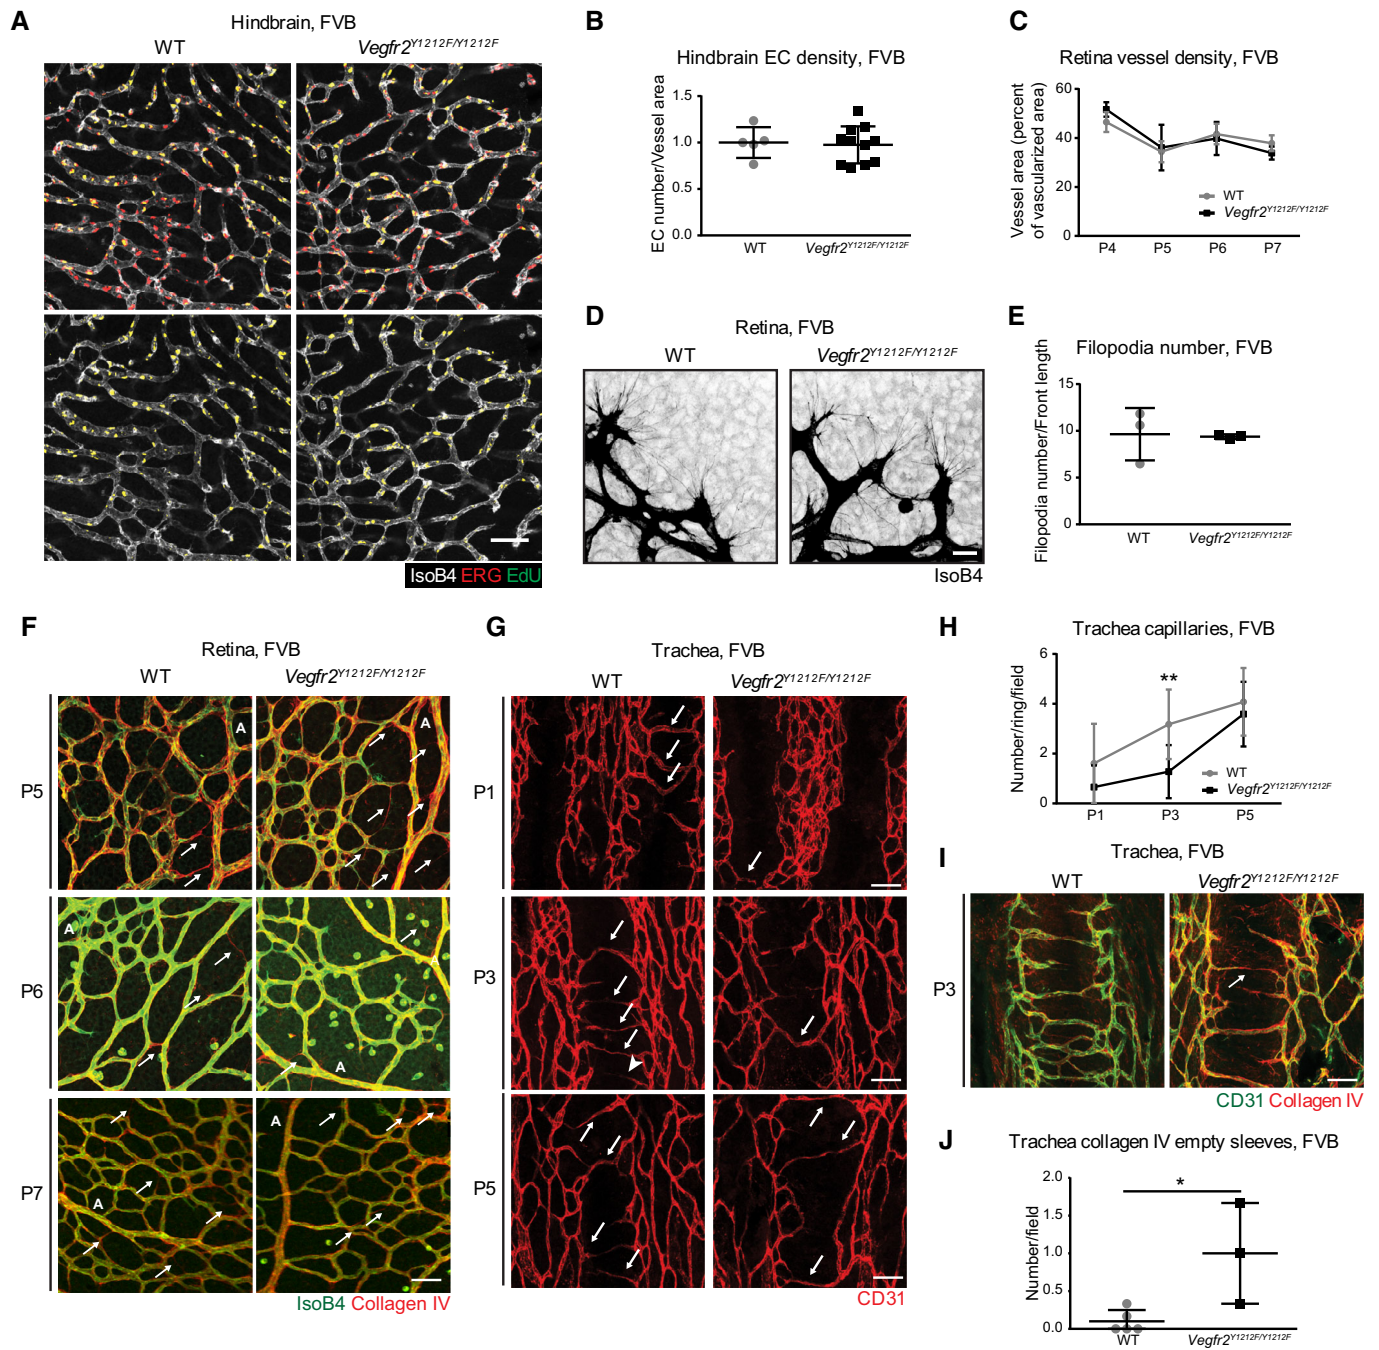 A
Hindbrain, FVB
WT
Vegfr2Y1212F/Y1212F
IsoB4 ERG EdU
B
Hindbrain EC density, FVB
EC number/Vessel area
1.5
1.0
0.5
0.0
WT
Vegfr2Y1212F/Y1212F
C
Retina vessel density, FVB
Vessel area (percent
of vascularized area)
60
40
20
0
WT
Vegfr2Y1212F/Y1212F
P4 P5 P6 P7
D
Retina, FVB
WT
Vegfr2Y1212F/Y1212F
IsoB4
E
Filopodia number, FVB
Filopodia number/Front length
15
10
5
0
WT
Vegfr2Y1212F/Y1212F
F
Retina, FVB
WT
Vegfr2Y1212F/Y1212F
P5
A
A
P6
A
A
P7
A
A
IsoB4 Collagen IV
G
Trachea, FVB
WT
Vegfr2Y1212F/Y1212F
P1
P3
P5
CD31
H
Trachea capillaries, FVB
Number/ring/field
6
4
2
0
**
WT
Vegfr2Y1212F/Y1212F
P1 P3 P5
I
Trachea, FVB
WT
Vegfr2Y1212F/Y1212F
P3
CD31 Collagen IV
J
Trachea collagen IV empty sleeves, FVB
Number/field
2.0
1.5
1.0
0.5
0.0
*
WT
Vegfr2Y1212F/Y1212F